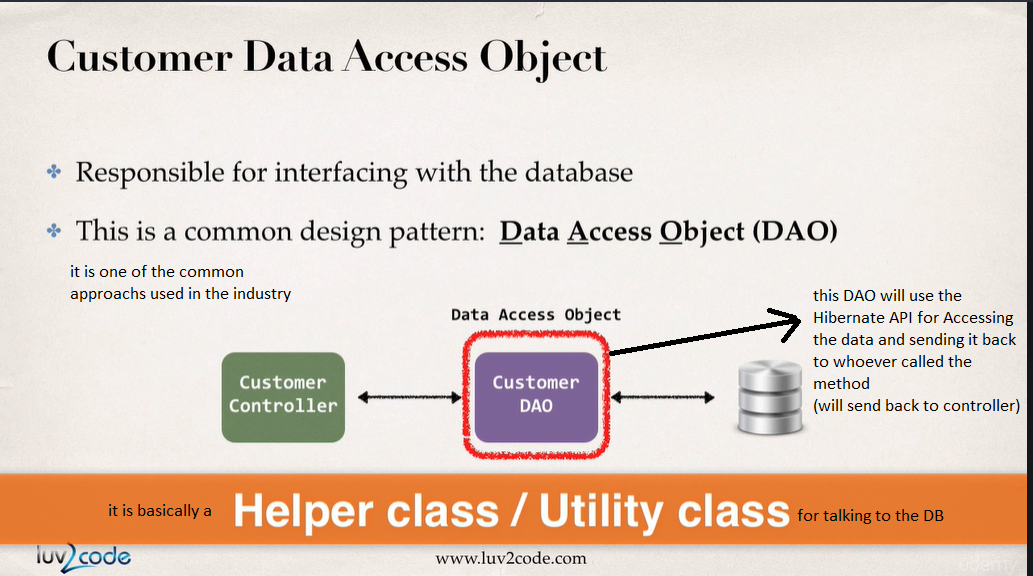 Customer Data Access Object
Responsible for interfacing with the database
This is a common design pattern: Data Access Object (DAO)
it is one of the common
approachs used in the industry
Data Access Object
Customer
Controller
Customer
DAO
this DAO will use the
Hibernate API for Accessing
the data and sending it back
to whoever called the
method
(will send back to controller)
it is basically a Helper class / Utility class for talking to the DB
luv2code
www.luv2code.com
udemy